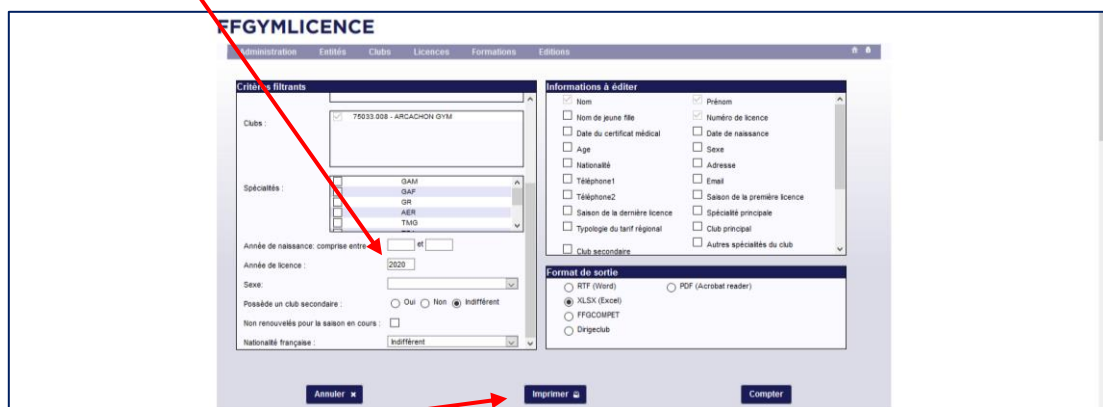 FFGYMLICENCE
Administration Entités Clubs Licences Formations Editions
Critères filtrants
Clubs :
75033.008 - ARCACHON GYM
Spécialités :
GAM
GAF
GR
AER
TMG
Année de naissance: comprise entre et
Année de licence : 2020
Sexe:
Possède un club secondaire : Oui Non Indifférent
Non renouvelés pour la saison en cours :
Nationalité française : Indifférent
Informations à éditer
Nom Prénom
Nom de jeune fille Numéro de licence
Date du certificat médical Date de naissance
Age Sexe
Nationalité Adresse
Téléphone1 Email
Téléphone2 Saison de la première licence
Saison de la dernière licence Spécialité principale
Typologie du tarif régional Club principal
Club secondaire Autres spécialités du club
Format de sortie
RTF (Word) PDF (Acrobat reader)
XLSX (Excel)
FFGCOMPET
Dirigeclub
Annuler Imprimer Compter